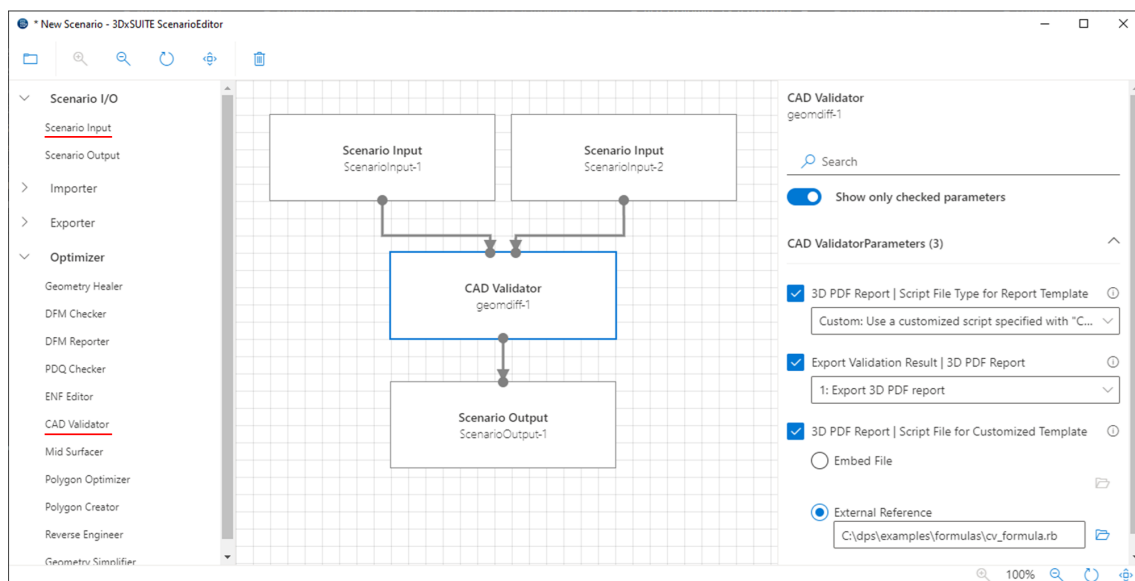 * New Scenario - 3DxSUITE ScenarioEditor
Scenario I/O
Scenario Input
Scenario Output
Importer
Exporter
Optimizer
Geometry Healer
DFM Checker
DFM Reporter
PDQ Checker
ENF Editor
CAD Validator
Mid Surfacer
Polygon Optimizer
Polygon Creator
Reverse Engineer
Geometry Simplifier
Scenario Input
ScenarioInput-1
Scenario Input
ScenarioInput-2
CAD Validator
geomdiff-1
Scenario Output
ScenarioOutput-1
CAD Validator
geomdiff-1
Search
Show only checked parameters
CAD ValidatorParameters (3)
3D PDF Report | Script File Type for Report Template
Custom: Use a customized script specified with "C...
Export Validation Result | 3D PDF Report
1: Export 3D PDF report
3D PDF Report | Script File for Customized Template
Embed File
External Reference
C:\dps\examples\formulas\cv_formula.rb
100%